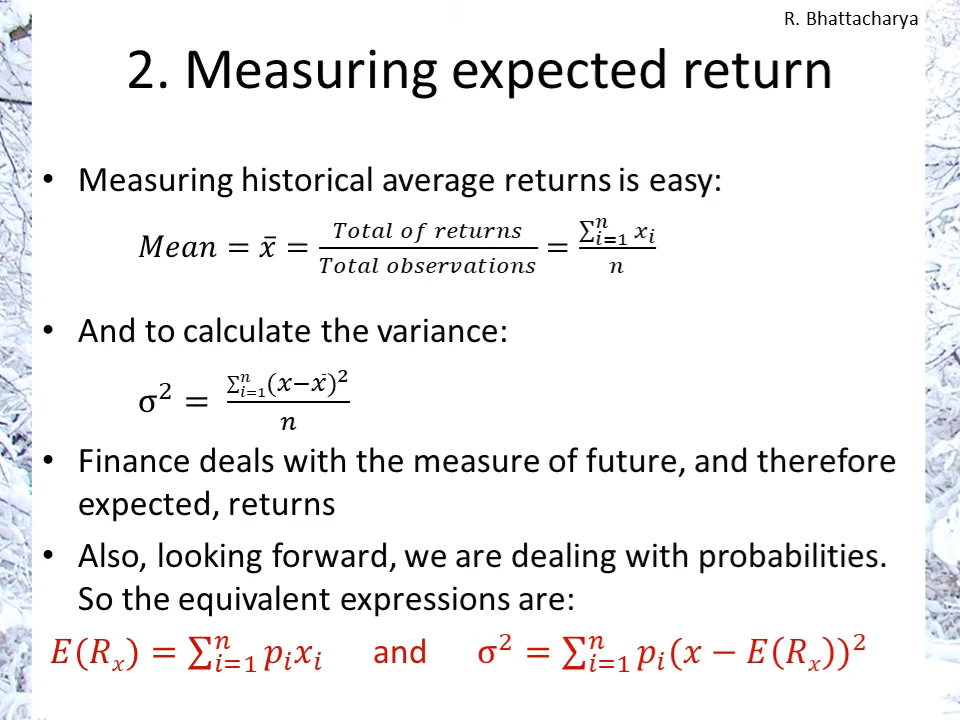 R. Bhattacharya
2. Measuring expected return
• Measuring historical average returns is easy:
Mean = x̄ = Total of returns / Total observations = ∑ⁿᵢ₌₁ xᵢ / n
• And to calculate the variance:
σ² = ∑ⁿᵢ₌₁(x−x̄)² / n
• Finance deals with the measure of future, and therefore
expected, returns
• Also, looking forward, we are dealing with probabilities.
So the equivalent expressions are:
E(Rₓ) = ∑ⁿᵢ₌₁ pᵢxᵢ and σ² = ∑ⁿᵢ₌₁ pᵢ(x − E(Rₓ))²